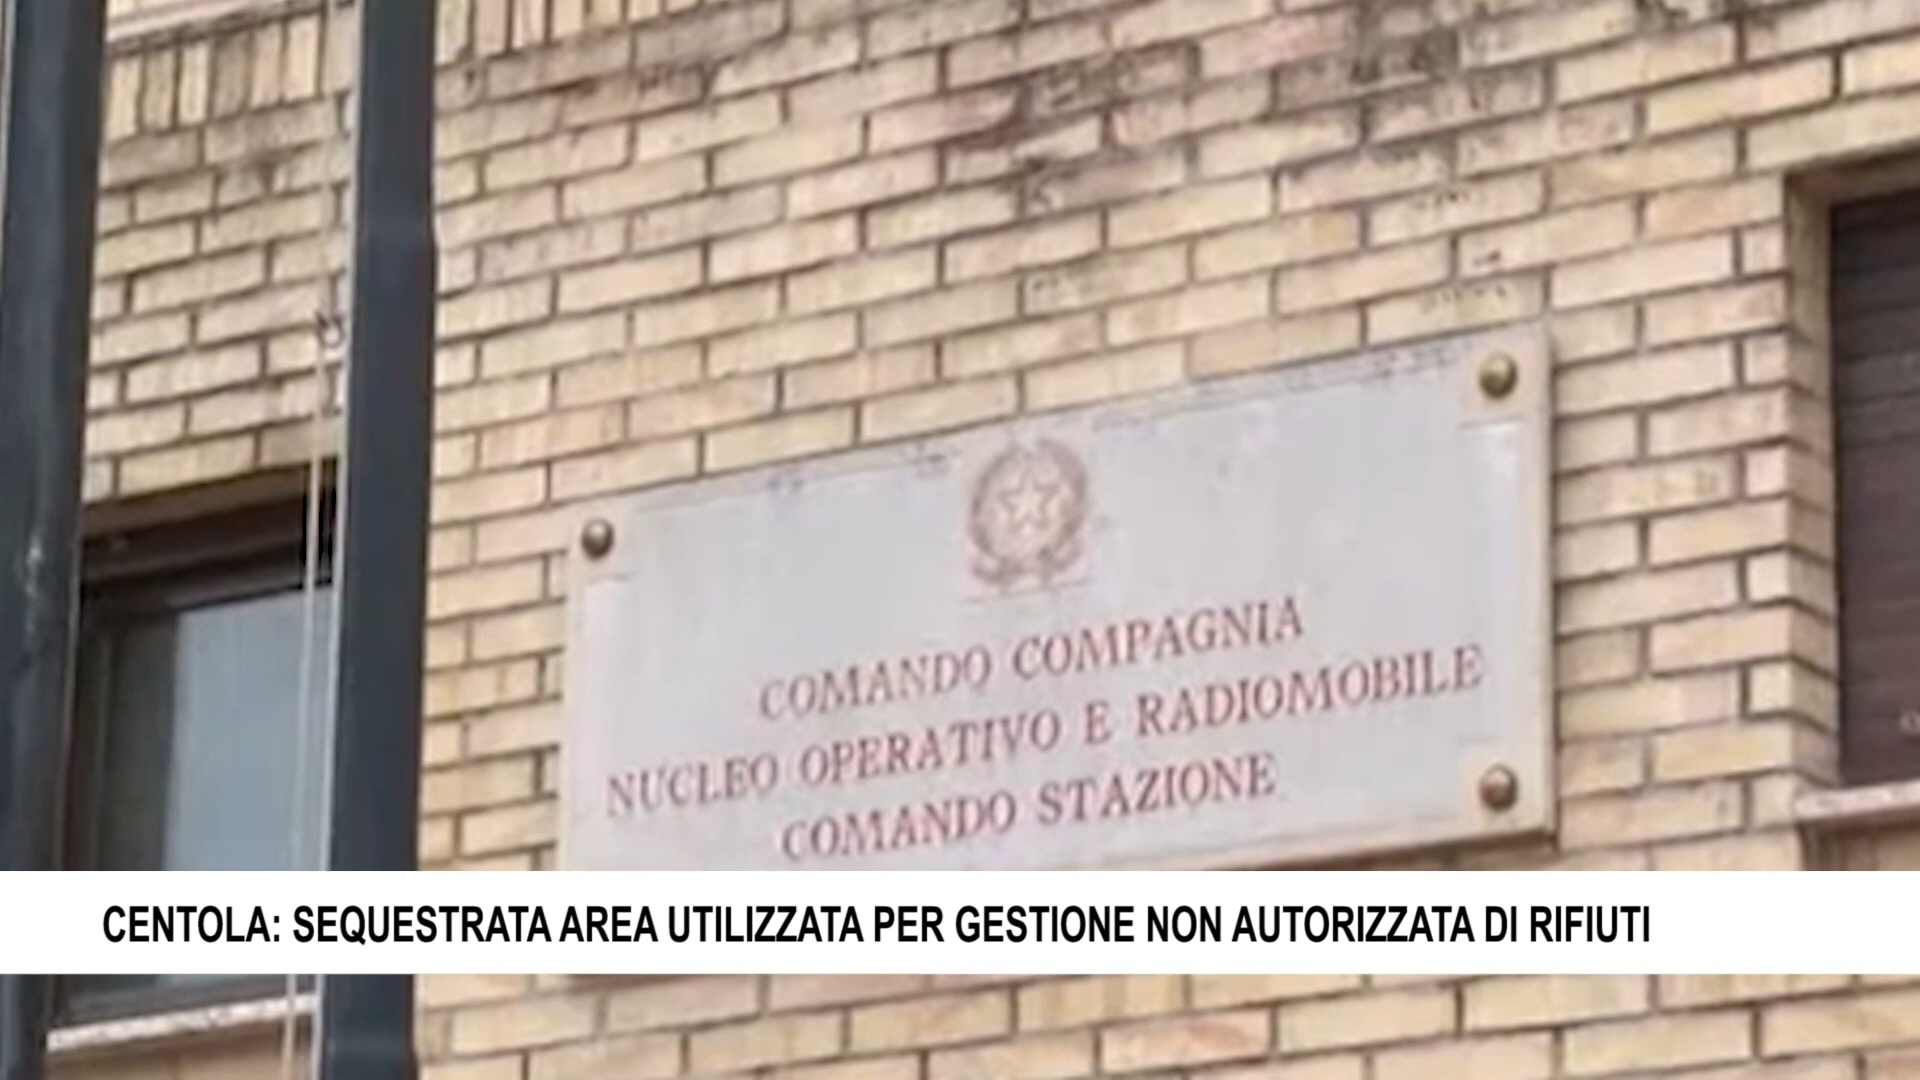 COMANDO COMPAGNIA
NUCLEO OPERATIVO E RADIOMOBILE
COMANDO STAZIONE
CENTOLA: SEQUESTRATA AREA UTILIZZATA PER GESTIONE NON AUTORIZZATA DI RIFIUTI